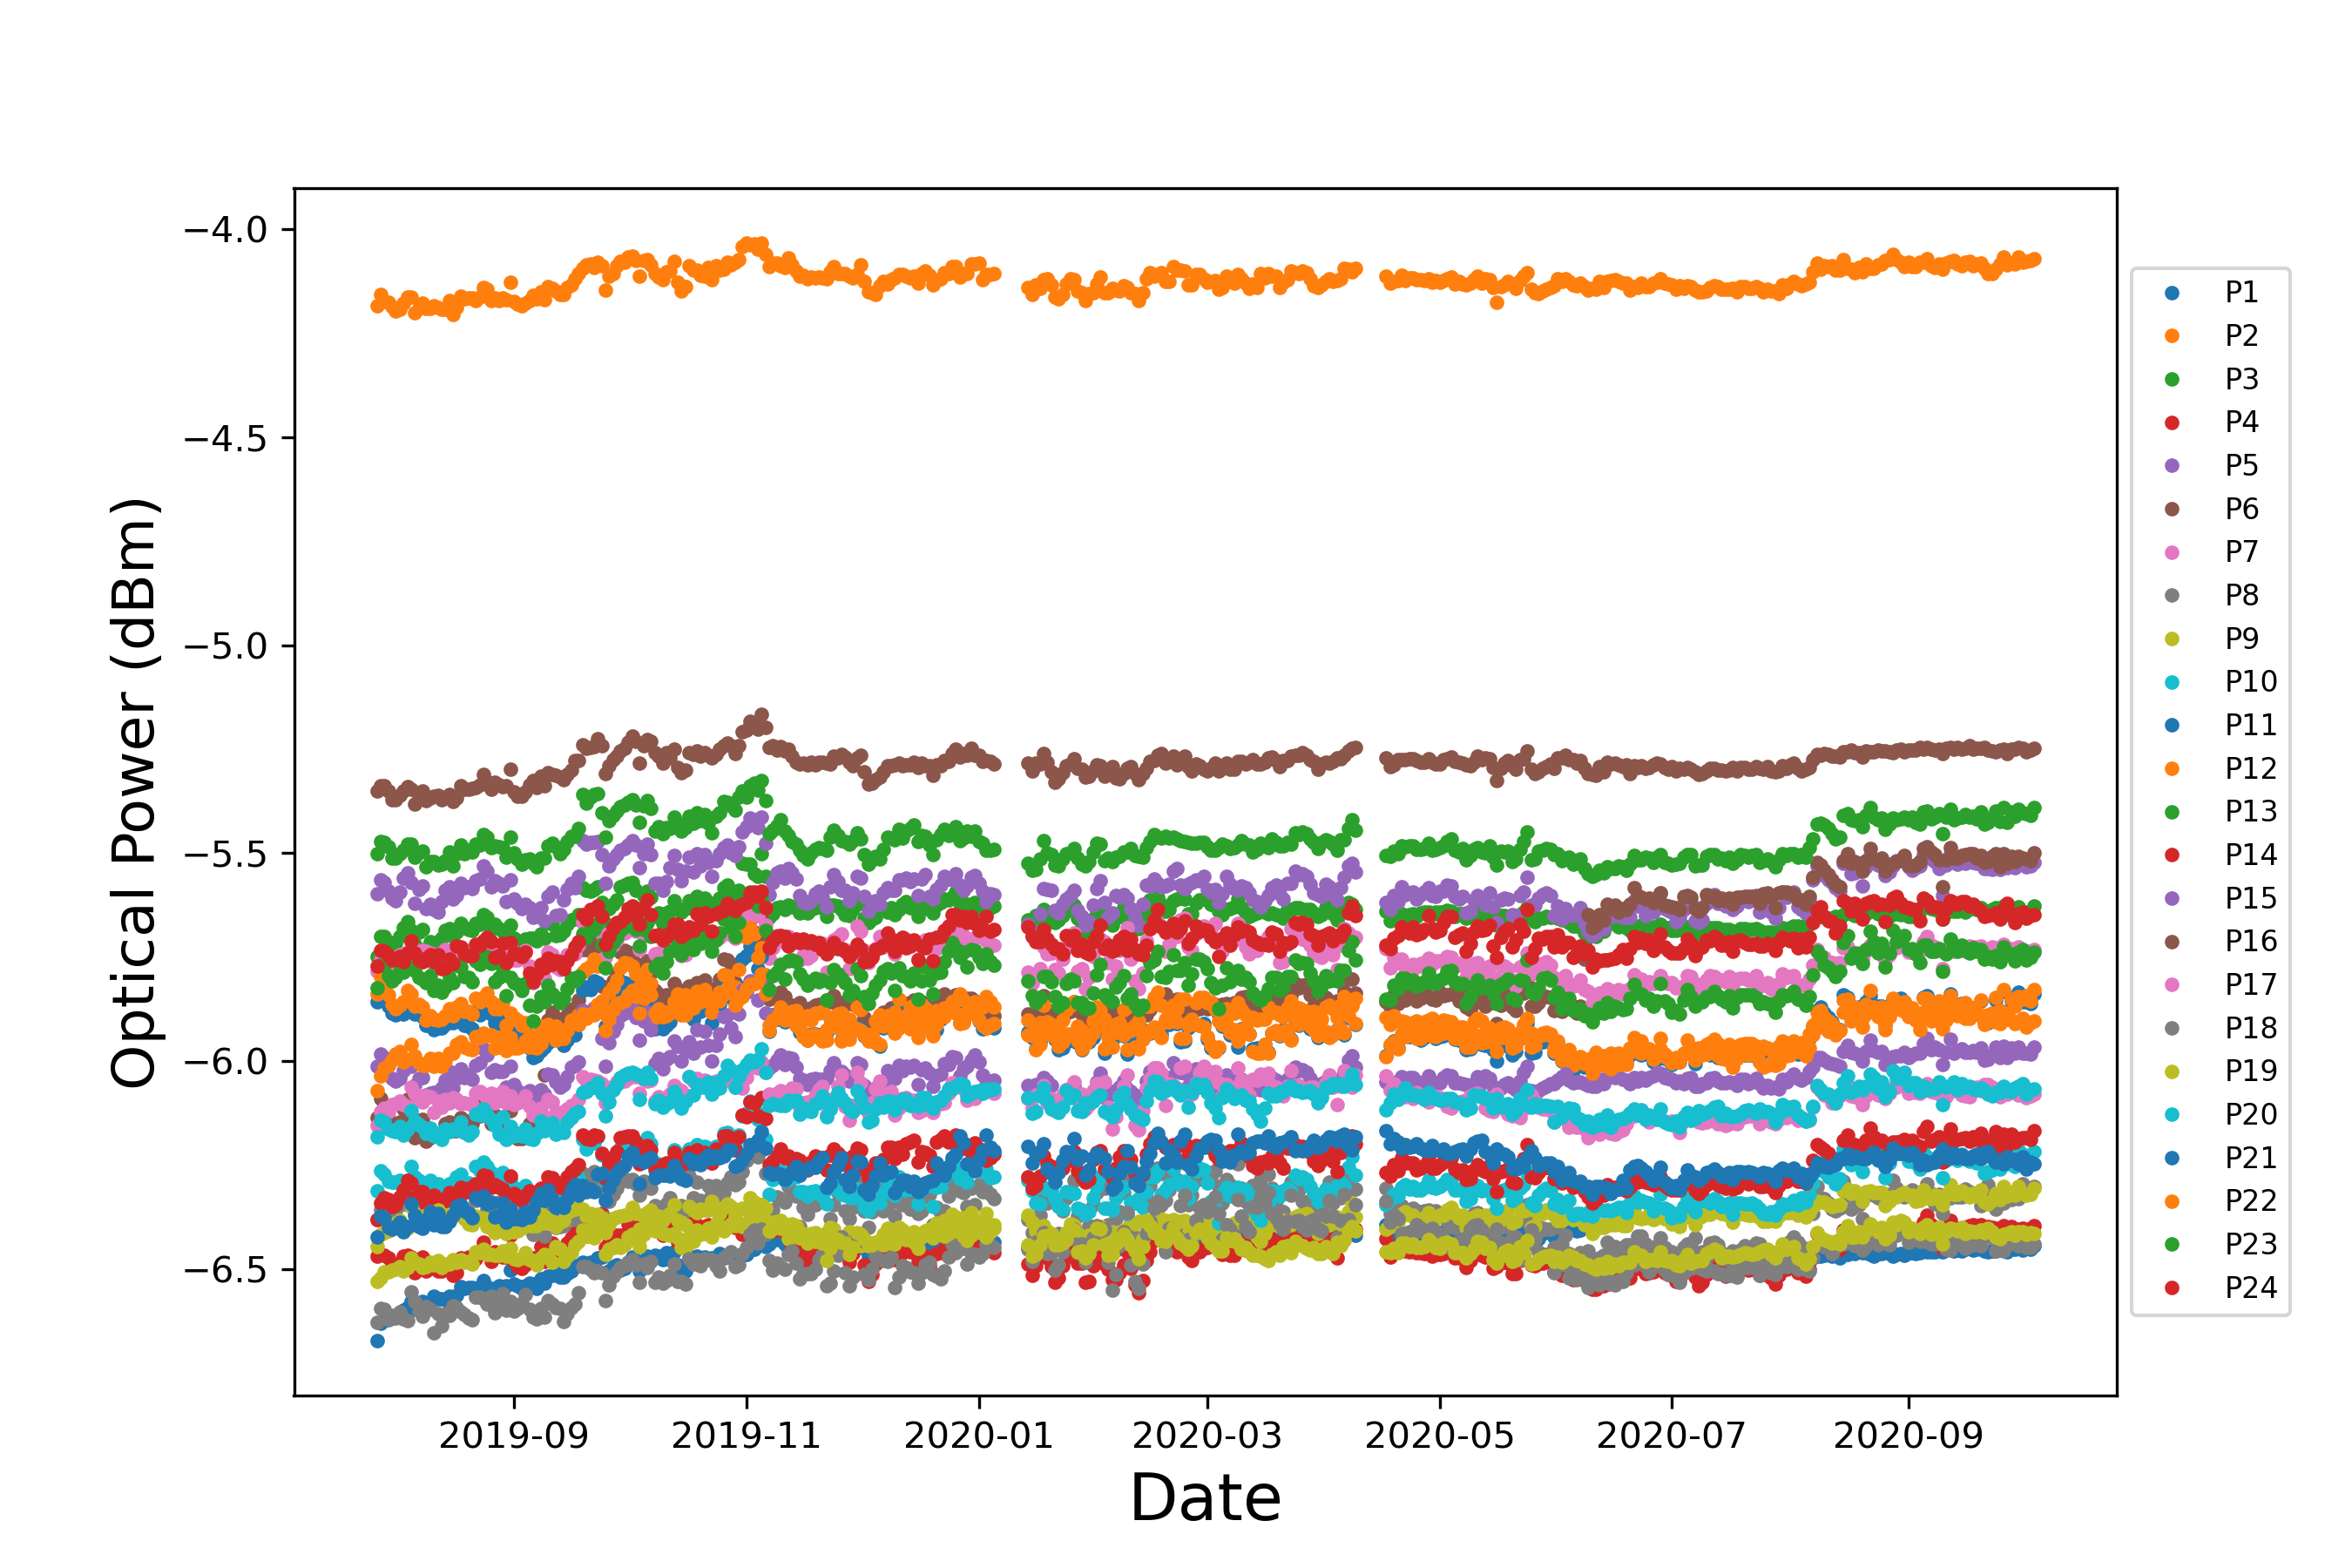 −4.0
−4.5
−5.0
−5.5
−6.0
−6.5
Optical Power (dBm)
2019-09
2019-11
2020-01
2020-03
2020-05
2020-07
2020-09
Date
P1
P2
P3
P4
P5
P6
P7
P8
P9
P10
P11
P12
P13
P14
P15
P16
P17
P18
P19
P20
P21
P22
P23
P24